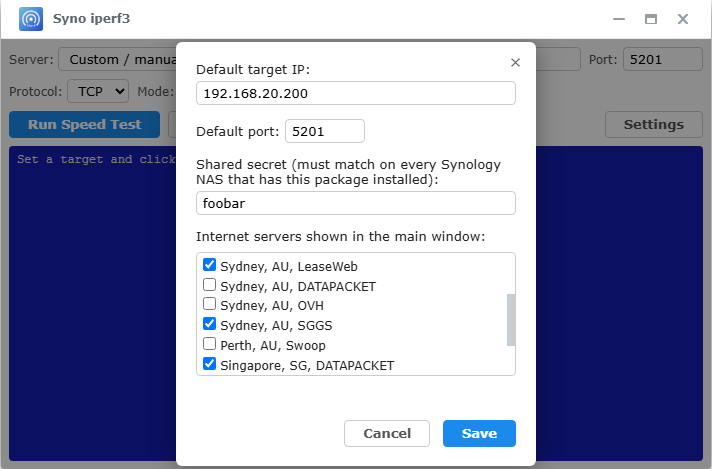 Syno iperf3
Server: Custom / manua Port: 5201
Protocol: TCP Mode:
Run Speed Test Settings
Set a target and click
Default target IP:
192.168.20.200
Default port: 5201
Shared secret (must match on every Synology
NAS that has this package installed):
foobar
Internet servers shown in the main window:
Sydney, AU, LeaseWeb
Sydney, AU, DATAPACKET
Sydney, AU, OVH
Sydney, AU, SGGS
Perth, AU, Swoop
Singapore, SG, DATAPACKET
Cancel Save